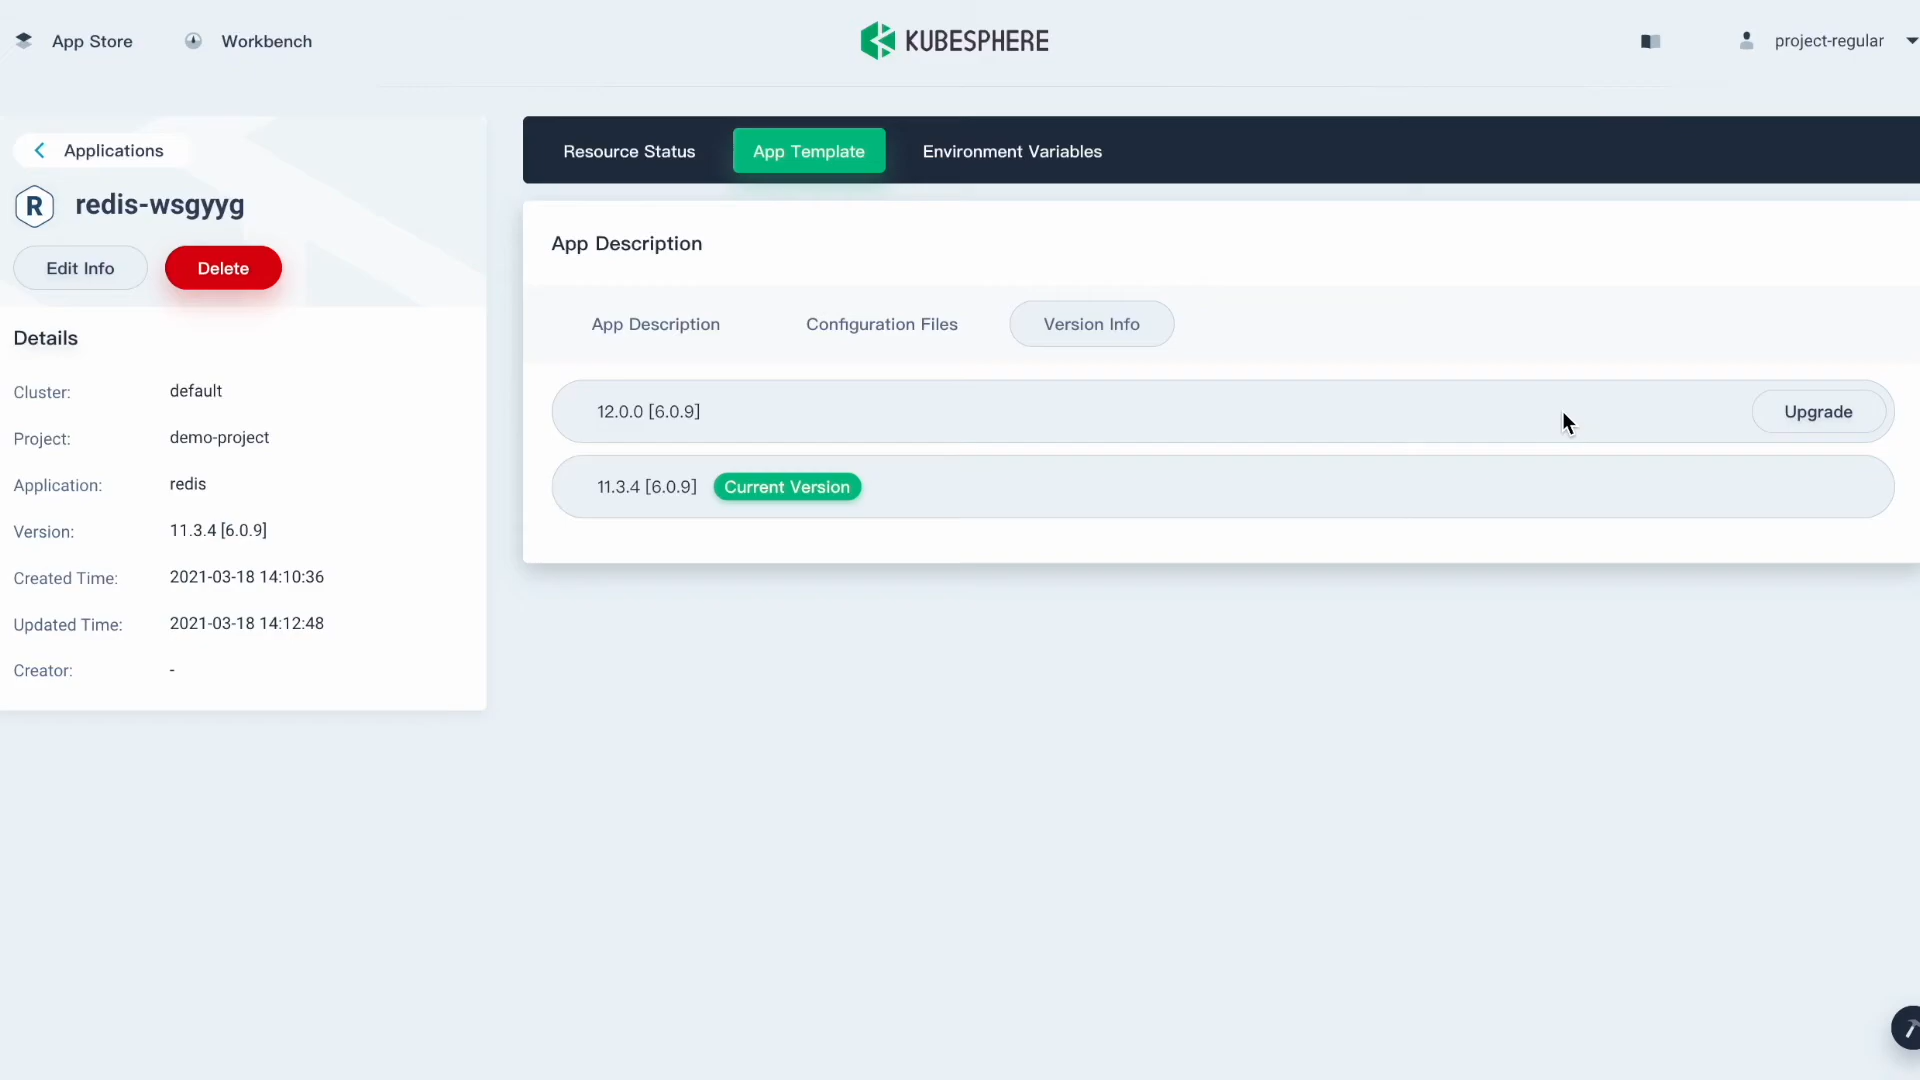 App Store
Workbench
KUBESPHERE
project-regular
Applications
R
redis-wsgyyg
Edit Info
Delete
Details
Cluster: default
Project: demo-project
Application: redis
Version: 11.3.4 [6.0.9]
Created Time: 2021-03-18 14:10:36
Updated Time: 2021-03-18 14:12:48
Creator: -
Resource Status
App Template
Environment Variables
App Description
App Description
Configuration Files
Version Info
12.0.0 [6.0.9]
Upgrade
11.3.4 [6.0.9] Current Version